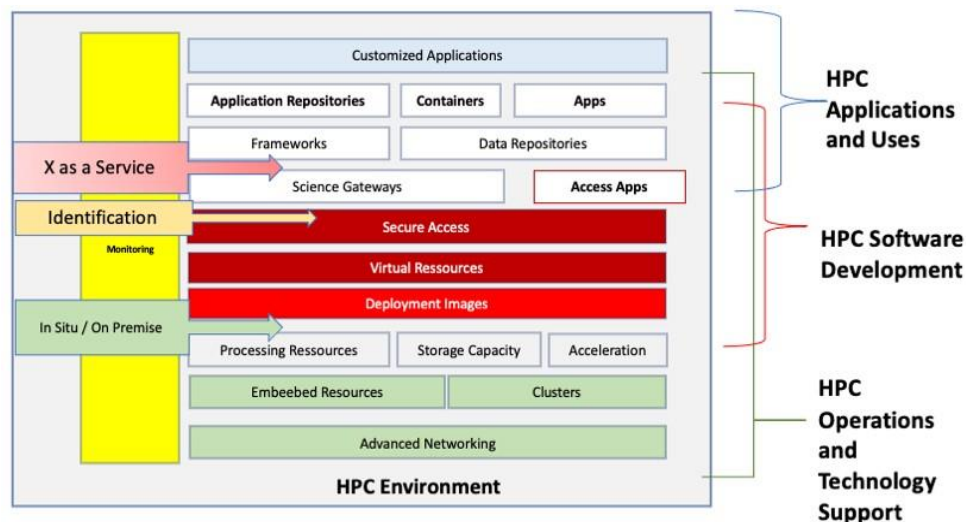 Customized Applications
Application Repositories
Containers
Apps
Frameworks
Data Repositories
X as a Service
Science Gateways
Access Apps
Identification
Secure Access
Monitoring
Virtual Ressources
Deployment Images
In Situ / On Premise
Processing Ressources
Storage Capacity
Acceleration
Embeebed Resources
Clusters
Advanced Networking
HPC Environment
HPC
Applications
and Uses
HPC Software
Development
HPC
Operations
and
Technology
Support